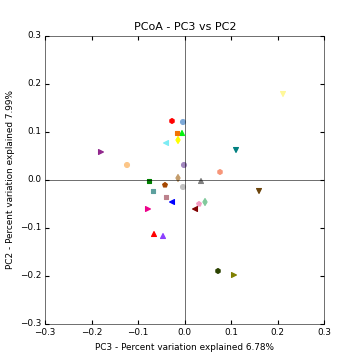 PCoA - PC3 vs PC2
0.3
0.2
0.1
0.0
−0.1
−0.2
−0.3
−0.3 −0.2 −0.1 0.0 0.1 0.2 0.3
PC2 - Percent variation explained 7.99%
PC3 - Percent variation explained 6.78%